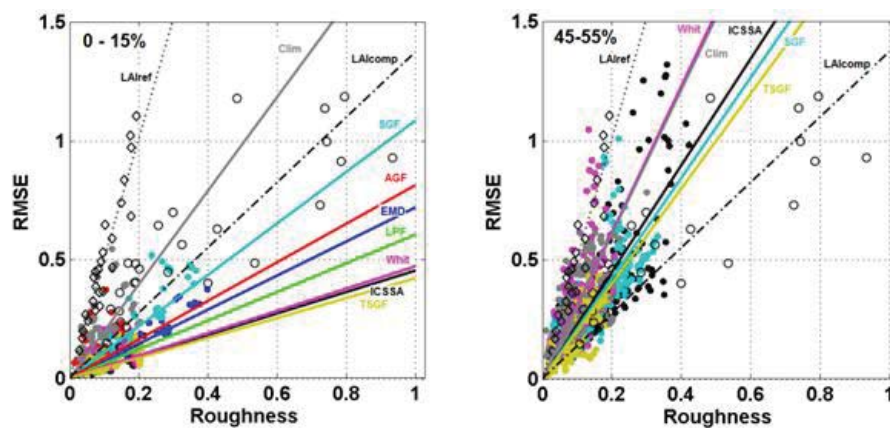 1.5
0 - 15%
LAIref
Clim
LAIcomp
SGF
AGF
EMD
LPF
Whit
ICSSA
TSGF
1
0.5
0
RMSE
0 0.2 0.4 0.6 0.8 1
Roughness
1.5
45-55%
LAIref
Whit
Clim
ICSSA
SGF
TSGF
LAIcomp
1
0.5
0
RMSE
0 0.2 0.4 0.6 0.8 1
Roughness